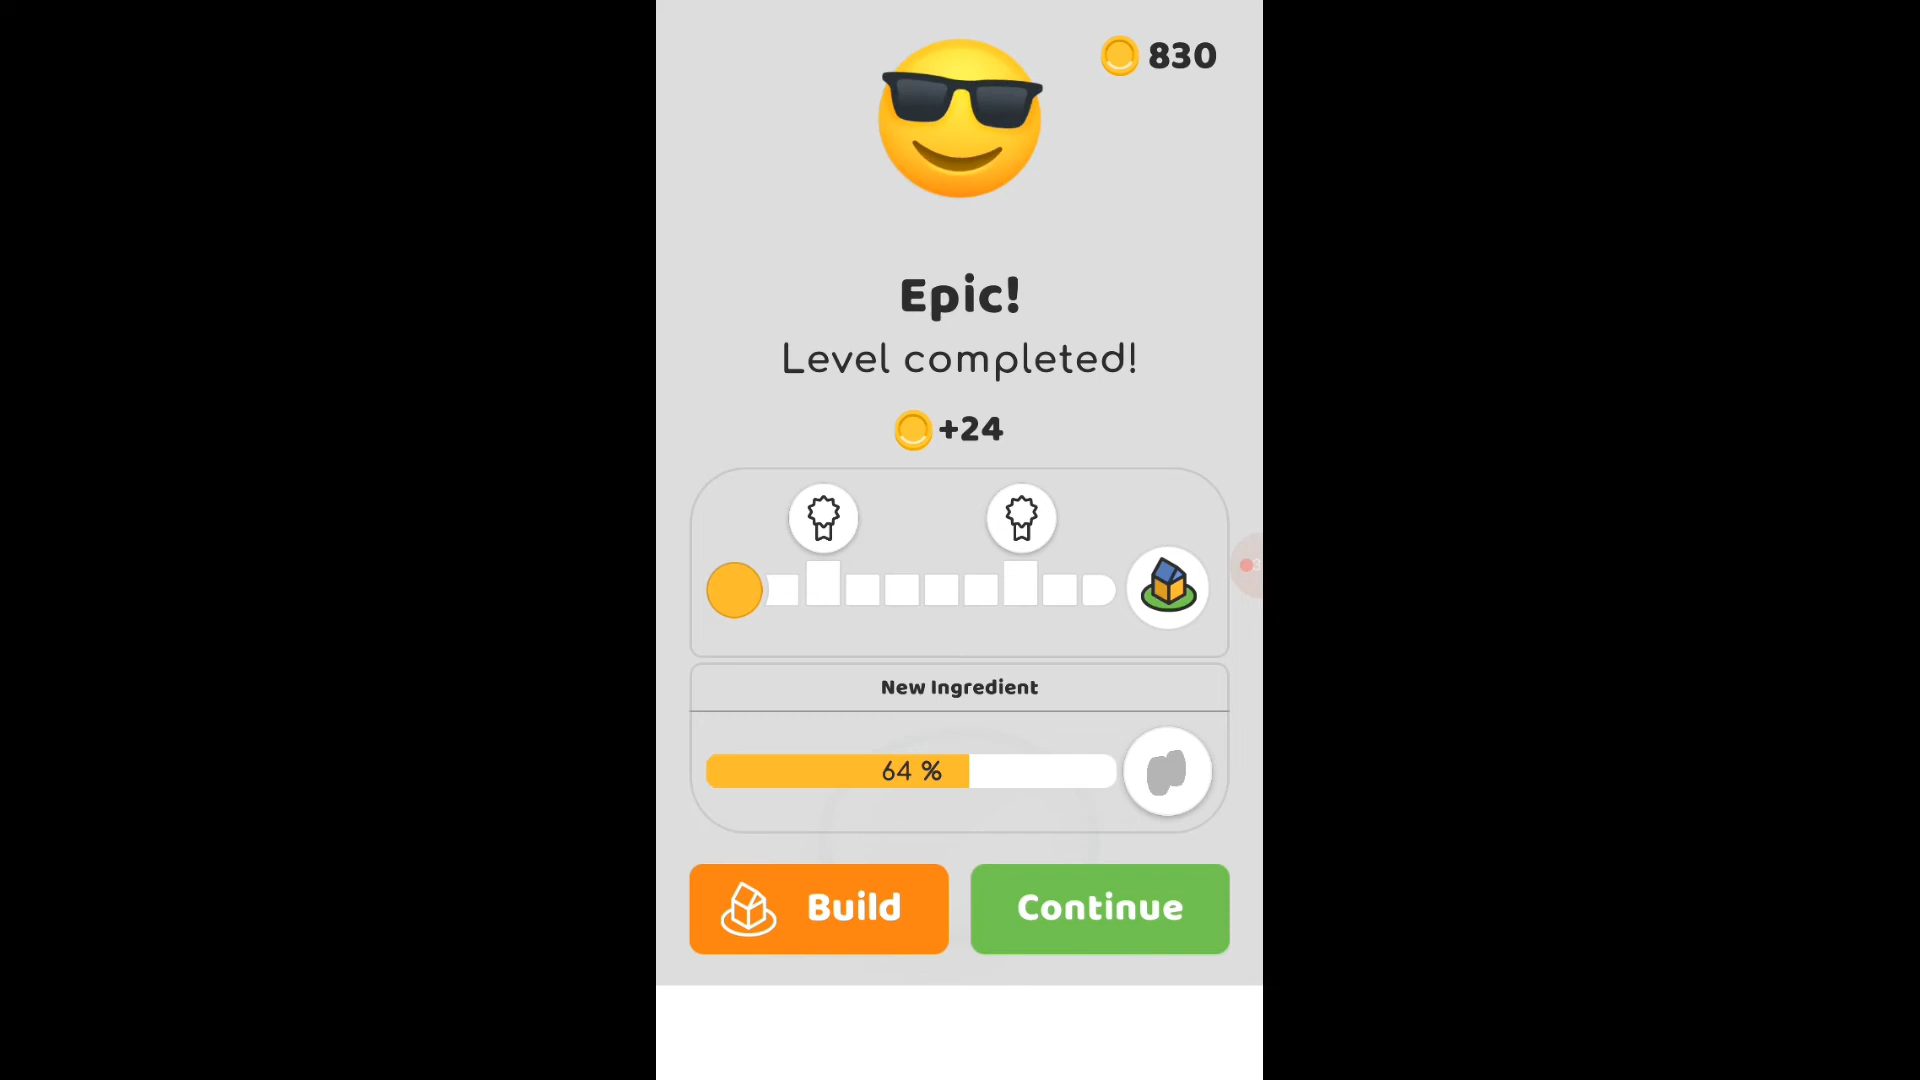 830
Epic!
Level completed!
+24
New Ingredient
64 %
Build
Continue